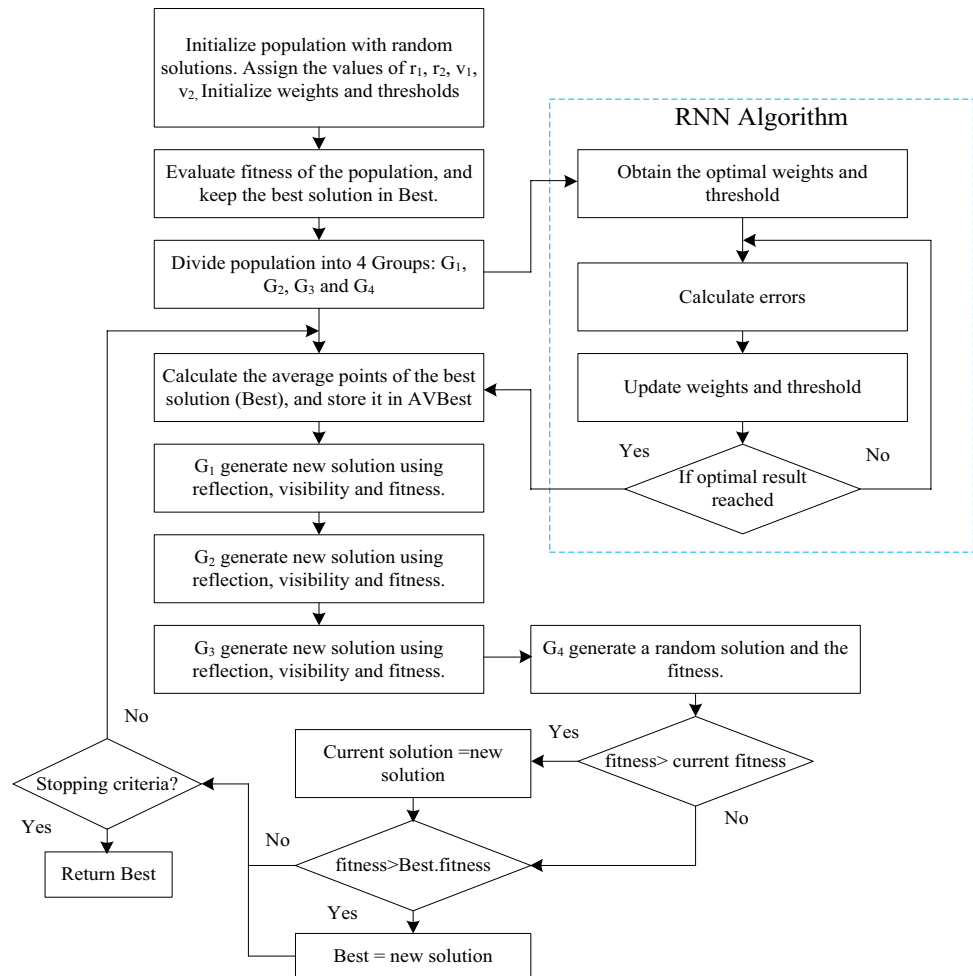 Initialize population with random
solutions. Assign the values of r₁, r₂, v₁,
v₂, Initialize weights and thresholds
Evaluate fitness of the population, and
keep the best solution in Best.
Divide population into 4 Groups: G₁,
G₂, G₃ and G₄
RNN Algorithm
Obtain the optimal weights and
threshold
Calculate errors
Update weights and threshold
If optimal result
reached
Yes
No
Calculate the average points of the best
solution (Best), and store it in AVBest
G₁ generate new solution using
reflection, visibility and fitness.
G₂ generate new solution using
reflection, visibility and fitness.
G₃ generate new solution using
reflection, visibility and fitness.
G₄ generate a random solution and the
fitness.
fitness> current fitness
Yes
No
Current solution =new
solution
fitness>Best.fitness
No
Yes
Best = new solution
Stopping criteria?
No
Yes
Return Best